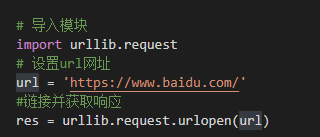 # 导入模块
import urllib.request
# 设置url网址
url = 'https://www.baidu.com/'
#链接并获取响应
res = urllib.request.urlopen(url)